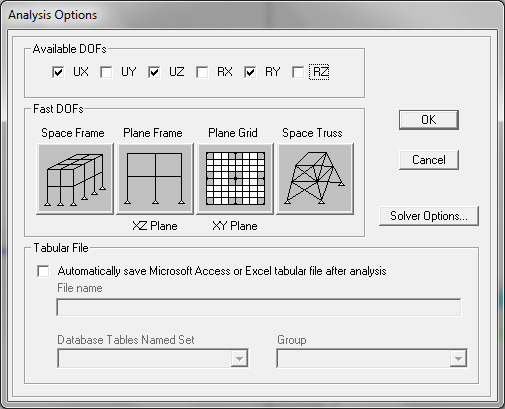 Analysis Options
Available DOFs
UX UY UZ RX RY RZ
Fast DOFs
Space Frame Plane Frame Plane Grid Space Truss
XZ Plane XY Plane
OK
Cancel
Solver Options...
Tabular File
Automatically save Microsoft Access or Excel tabular file after analysis
File name
Database Tables Named Set Group